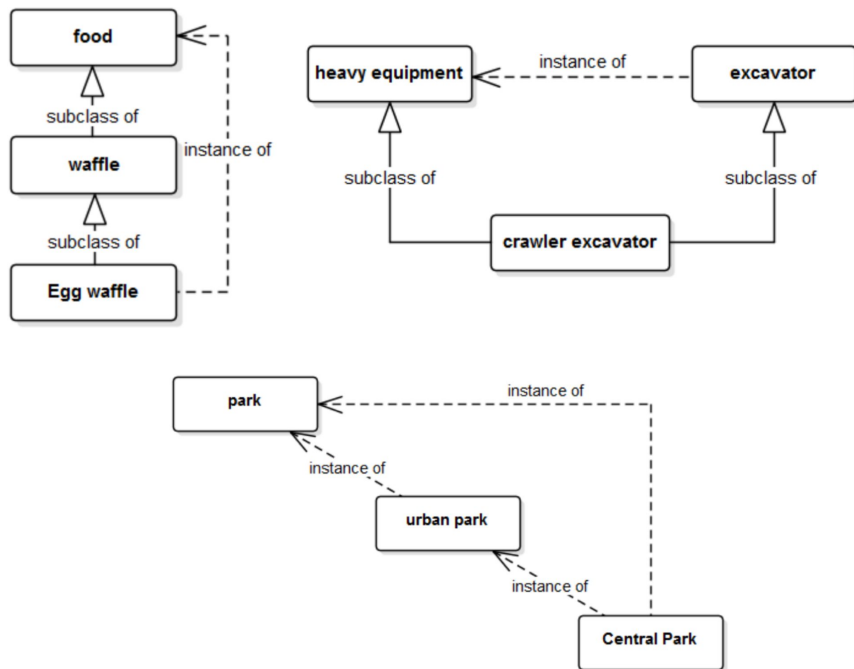 food
subclass of
waffle
instance of
subclass of
Egg waffle
heavy equipment
instance of
excavator
subclass of
subclass of
crawler excavator
park
instance of
instance of
urban park
instance of
Central Park